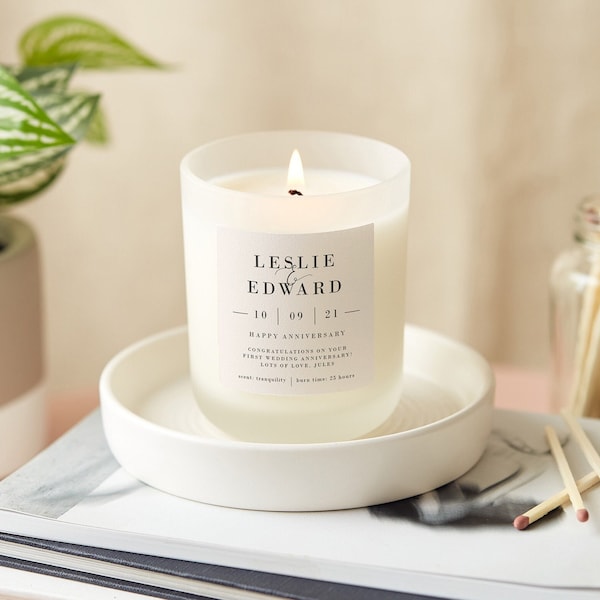 LESLIE
&
EDWARD
10 | 09 | 21
HAPPY ANNIVERSARY
CONGRATULATIONS ON YOUR
FIRST WEDDING ANNIVERSARY!
LOTS OF LOVE, JULES
scent: tranquility | burn time: 25 hours